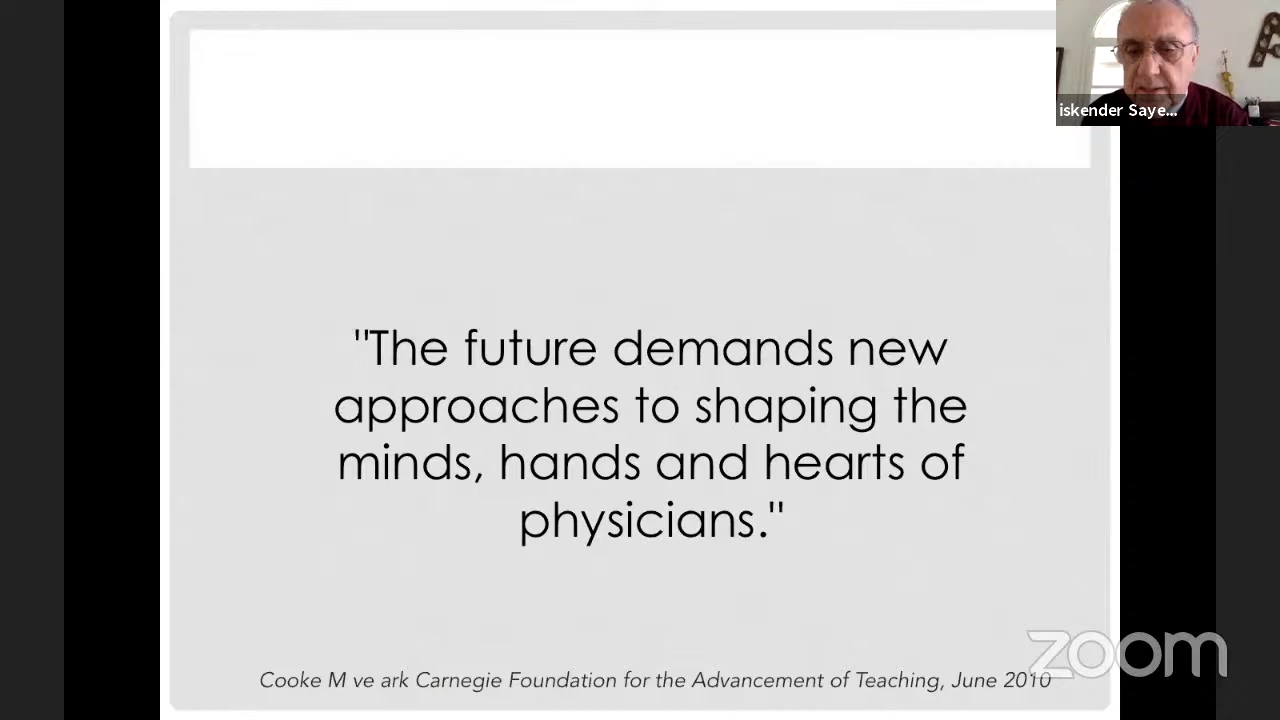 iskender Saye...
"The future demands new
approaches to shaping the
minds, hands and hearts of
physicians."
Cooke M ve ark Carnegie Foundation for the Advancement of Teaching, June 2010
zoom